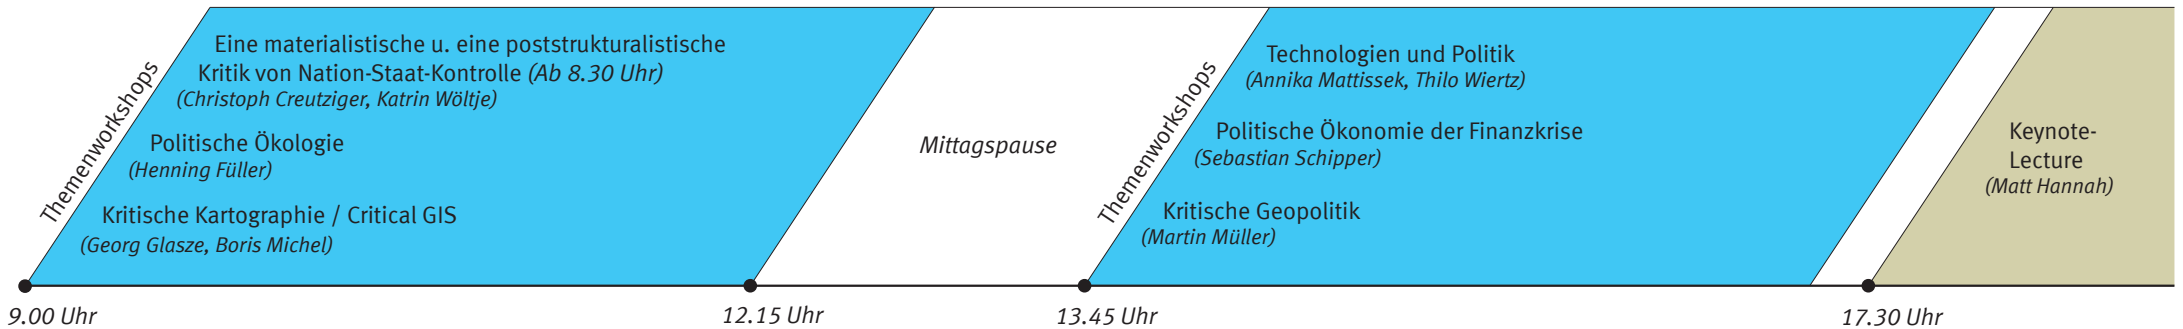 Themenworkshops
Eine materialistische u. eine poststrukturalistische
Kritik von Nation-Staat-Kontrolle (Ab 8.30 Uhr)
(Christoph Creutziger, Katrin Wöltje)
Politische Ökologie
(Henning Füller)
Kritische Kartographie / Critical GIS
(Georg Glasze, Boris Michel)
Mittagspause
Themenworkshops
Technologien und Politik
(Annika Mattissek, Thilo Wiertz)
Politische Ökonomie der Finanzkrise
(Sebastian Schipper)
Kritische Geopolitik
(Martin Müller)
Keynote-
Lecture
(Matt Hannah)
9.00 Uhr
12.15 Uhr
13.45 Uhr
17.30 Uhr